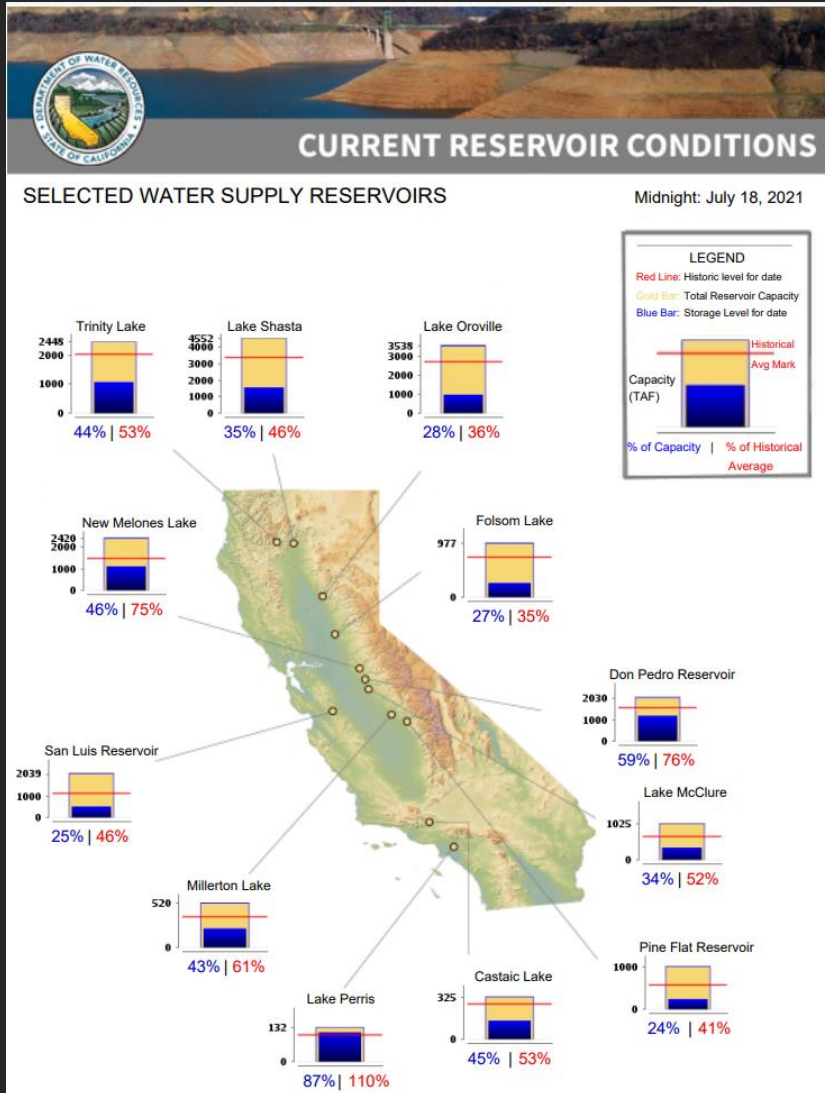 DEPARTMENT OF WATER RESOURCES
STATE OF CALIFORNIA
CURRENT RESERVOIR CONDITIONS
SELECTED WATER SUPPLY RESERVOIRS
Midnight: July 18, 2021
LEGEND
Red Line: Historic level for date
Gold Bar: Total Reservoir Capacity
Blue Bar: Storage Level for date
Historical
Avg Mark
Capacity
(TAF)
% of Capacity | % of Historical
Average
Trinity Lake
2448
2000
1000
0
44% | 53%
Lake Shasta
4552
4000
3000
2000
1000
0
35% | 46%
Lake Oroville
3538
3000
2000
1000
0
28% | 36%
New Melones Lake
2420
2000
1000
0
46% | 75%
Folsom Lake
977
0
27% | 35%
Don Pedro Reservoir
2030
1000
0
59% | 76%
San Luis Reservoir
2039
1000
0
25% | 46%
Lake McClure
1025
0
34% | 52%
Millerton Lake
520
0
43% | 61%
Pine Flat Reservoir
1000
0
24% | 41%
Castaic Lake
325
0
45% | 53%
Lake Perris
132
0
87% | 110%